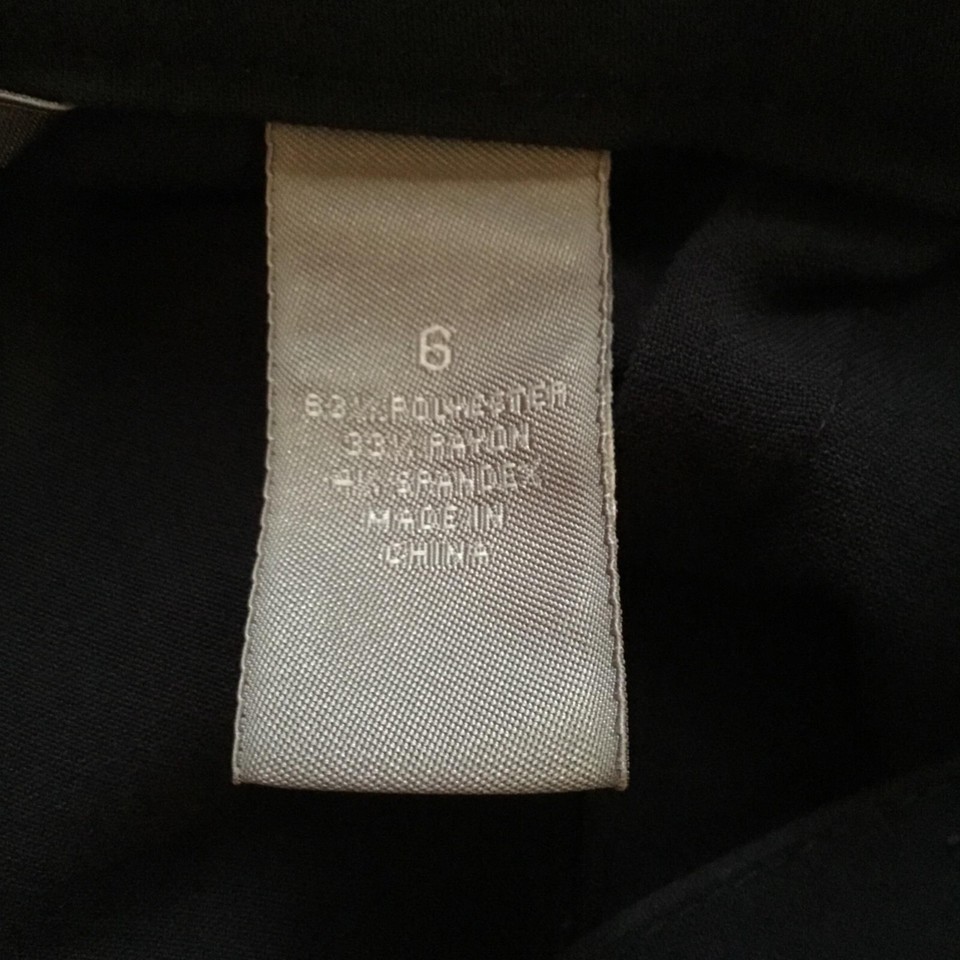 6
63% POLYESTER
33% RAYON
4% SPANDEX
MADE IN
CHINA